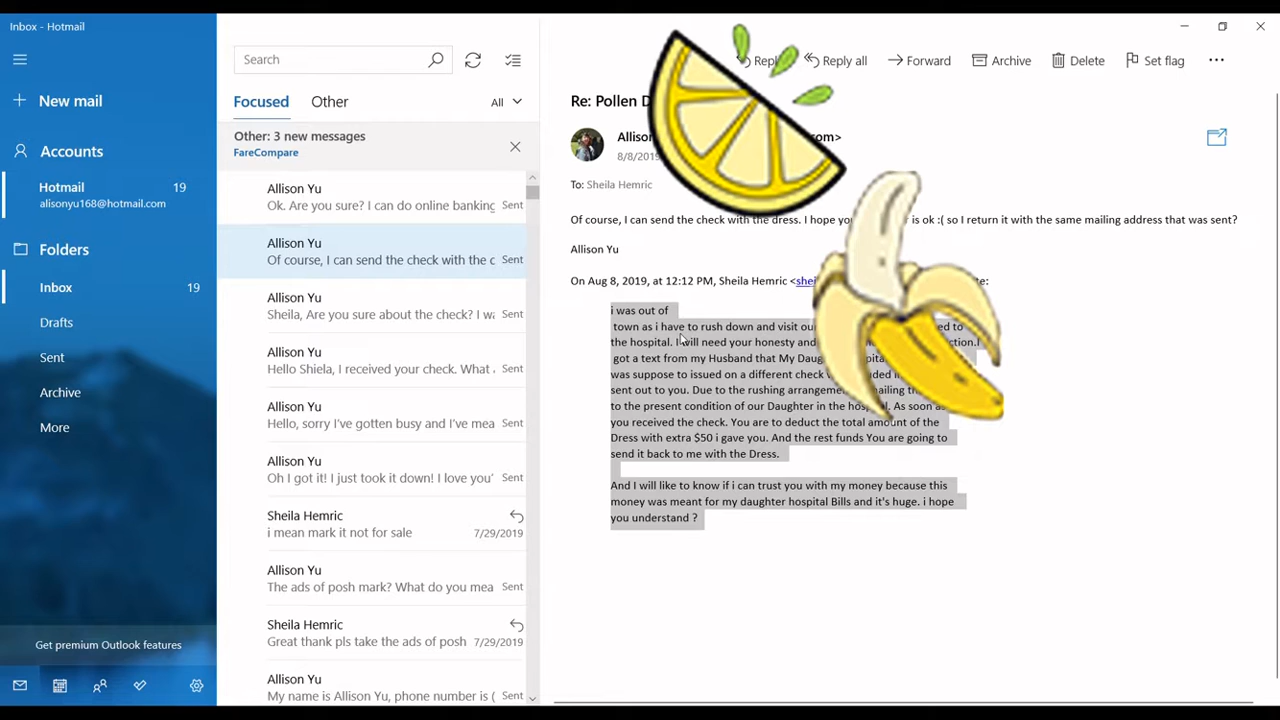 Inbox - Hotmail
New mail
Accounts
Hotmail 19
alisonyu168@hotmail.com
Folders
Inbox 19
Drafts
Sent
Archive
More
Get premium Outlook features
Search
Focused Other All
Other: 3 new messages
FareCompare
Allison Yu
Ok. Are you sure? I can do online banking Sent
Allison Yu
Of course, I can send the check with the c Sent
Allison Yu
Sheila, Are you sure about the check? I wa Sent
Allison Yu
Hello Shiela, I received your check. What Sent
Allison Yu
Hello, sorry I've gotten busy and I've mea Sent
Allison Yu
Oh I got it! I just took it down! I love you' Sent
Sheila Hemric
i mean mark it not for sale 7/29/2019
Allison Yu
The ads of posh mark? What do you mea Sent
Sheila Hemric
Great thank pls take the ads of posh 7/29/2019
Allison Yu
My name is Allison Yu, phone number is ( Sent
Reply all Forward Archive Delete Set flag
Re: Pollen
Allison
8/8/2019
To: Sheila Hemric
Of course, I can send the check with the dress. I hope is ok :( so I return it with the same mailing address that was sent?
Allison Yu
On Aug 8, 2019, at 12:12 PM, Sheila Hemric
i was out of
town as i have to rush down and visit to
the hospital. I will need your honesty and
got a text from my Husband that My
was suppose to issued on a different check
sent out to you. Due to the rushing
to the present condition of our Daughter in the As soon
you received the check. You are to deduct the total amount of the
Dress with extra $50 i gave you. And the rest funds You are going to
send it back to me with the Dress.
And I will like to know if i can trust you with my money because this
money was meant for my daughter hospital Bills and it's huge. i hope
you understand ?